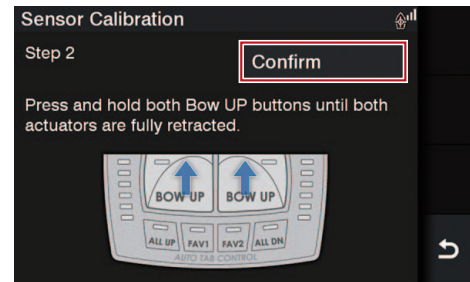 Sensor Calibration
Step 2
Confirm
Press and hold both Bow UP buttons until both
actuators are fully retracted.
BOW UP BOW UP
ALL UP FAV1 FAV2 ALL DN
AUTO TAB CONTROL